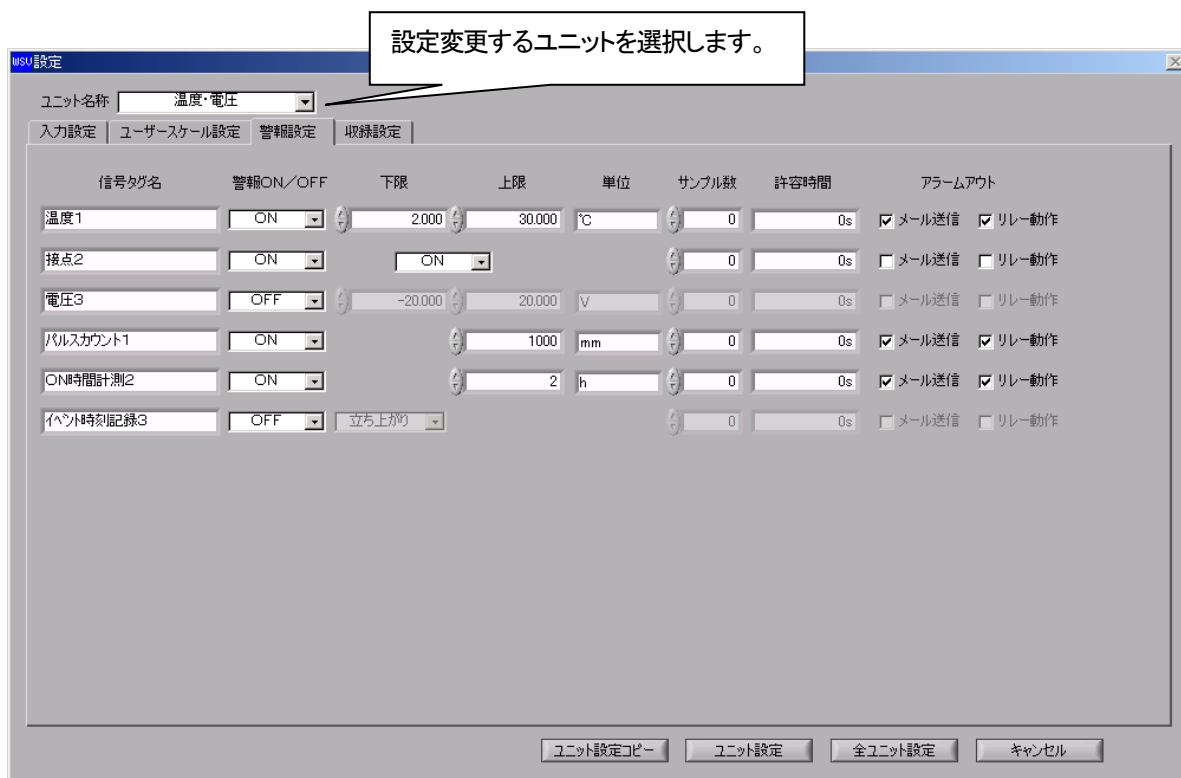 設定変更するユニットを選択します。
WSV設定
ユニット名称 温度・電圧
入力設定 ユーザースケール設定 警報設定 収録設定
信号タグ名 警報ON/OFF 下限 上限 単位 サンプル数 許容時間 アラームアウト
温度1 ON 2.000 30.000 ℃ 0 0s メール送信 リレー動作
接点2 ON ON 0 0s メール送信 リレー動作
電圧3 OFF -20.000 20.000 V 0 0s メール送信 リレー動作
パルスカウント1 ON 1000 mm 0 0s メール送信 リレー動作
ON時間計測2 ON 2 h 0 0s メール送信 リレー動作
イベント時刻記録3 OFF 立ち上がり 0 0s メール送信 リレー動作
ユニット設定コピー ユニット設定 全ユニット設定 キャンセル